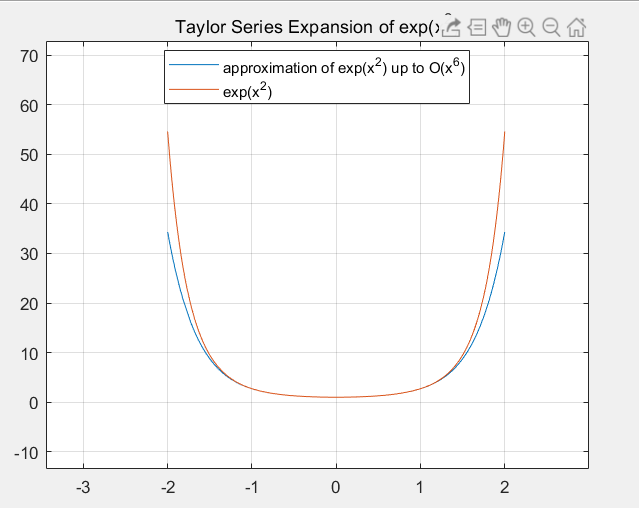 Taylor Series Expansion of exp(x
approximation of exp(x²) up to O(x⁶)
exp(x²)
70
60
50
40
30
20
10
0
-10
-3 -2 -1 0 1 2